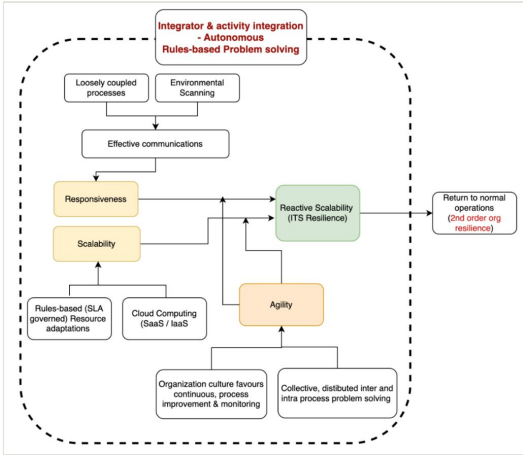 Integrator & activity integration
- Autonomous
Rules-based Problem solving
Loosely coupled
processes
Environmental
Scanning
Effective communications
Responsiveness
Reactive Scalability
(ITS Resilience)
Return to normal
operations
(2nd order org
resilience)
Scalability
Rules-based (SLA
governed) Resource
adaptations
Cloud Computing
(SaaS / IaaS
Agility
Organization culture favours
continuous, process
improvement & monitoring
Collective, distibuted inter and
intra process problem solving